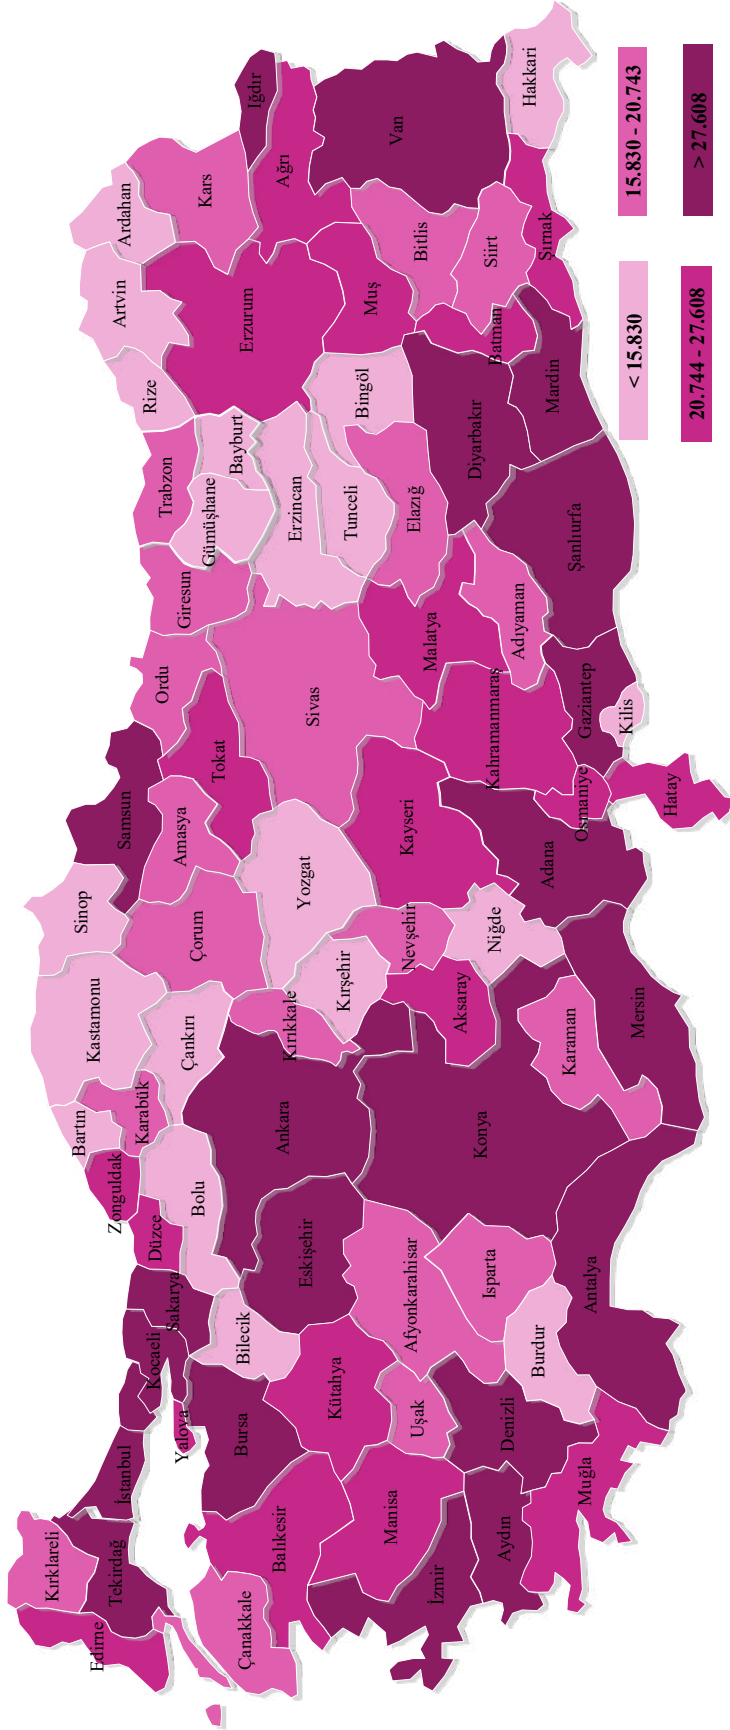 Kırklareli
Edirne
Tekirdağ
İstanbul
Kocaeli
Yalova
Sakarya
Düzce
Zonguldak
Bartın
Karabük
Kastamonu
Sinop
Samsun
Ordu
Giresun
Trabzon
Rize
Artvin
Ardahan
Çanakkale
Balıkesir
Bursa
Bilecik
Bolu
Çankırı
Çorum
Amasya
Tokat
Gümüşhane
Bayburt
Erzurum
Kars
Iğdır
Ağrı
Kütahya
Eskişehir
Ankara
Kırıkkale
Yozgat
Sivas
Erzincan
Tunceli
Bingöl
Muş
Bitlis
Van
Hakkari
Manisa
Uşak
Afyonkarahisar
Kırşehir
Nevşehir
Kayseri
Malatya
Elazığ
Diyarbakır
Batman
Siirt
Şırnak
İzmir
Aydın
Denizli
Isparta
Burdur
Konya
Aksaray
Niğde
Kahramanmaraş
Adıyaman
Şanlıurfa
Mardin
Muğla
Antalya
Karaman
Mersin
Adana
Osmaniye
Gaziantep
Kilis
Hatay
< 15.830
15.830 - 20.743
20.744 - 27.608
> 27.608